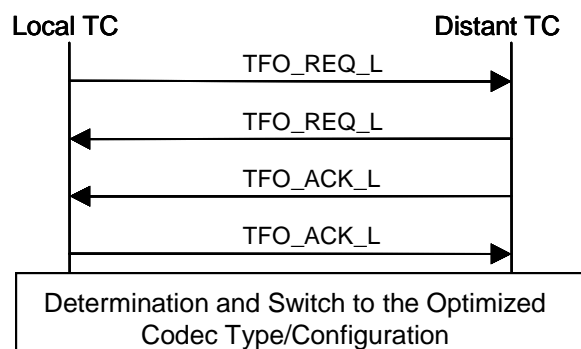 Local TC
Distant TC
TFO_REQ_L
TFO_REQ_L
TFO_ACK_L
TFO_ACK_L
Determination and Switch to the Optimized
Codec Type/Configuration